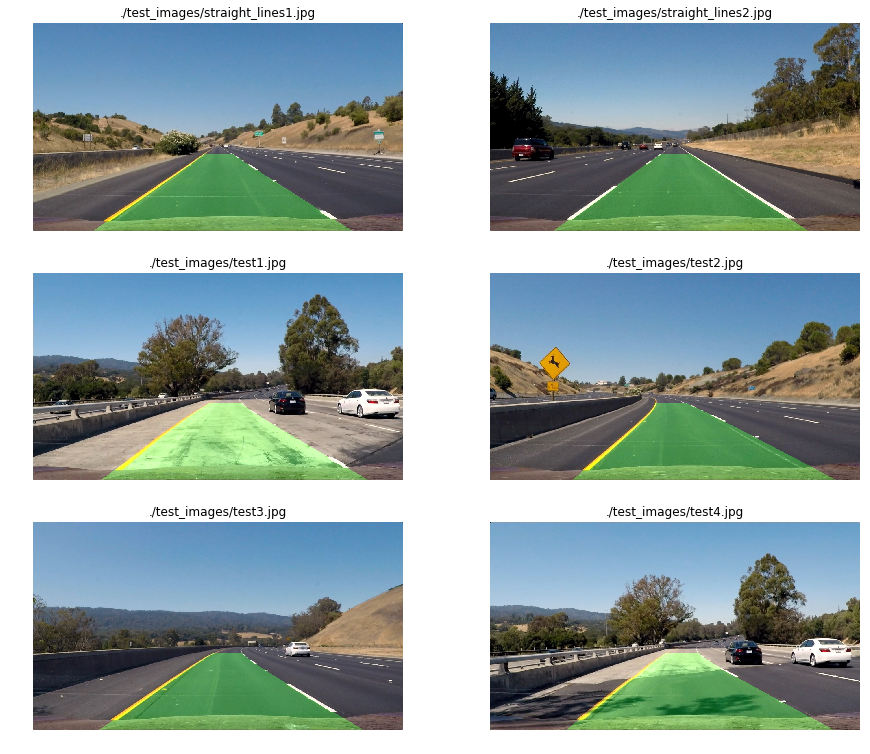 ./test_images/straight_lines1.jpg
./test_images/straight_lines2.jpg
./test_images/test1.jpg
./test_images/test2.jpg
./test_images/test3.jpg
./test_images/test4.jpg